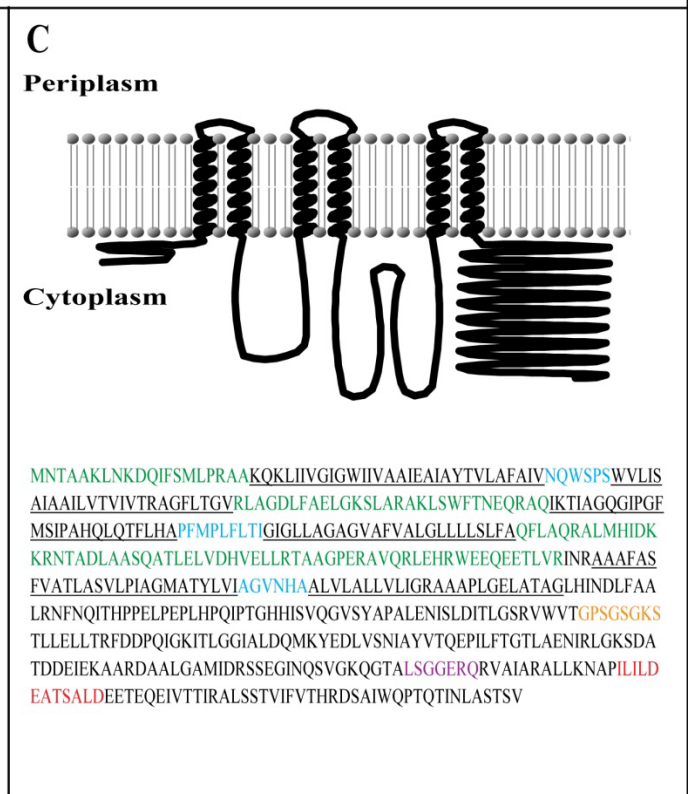 C
Periplasm
Cytoplasm
MNTAAKLNKDQIFSMLPRAAKQKLIIVGIGWIIVAAIEAIAYTVLAFAIVNQWSPSWVLIS
AIAAILVTVIVTRAGFLTGVRLAGDLFAELGKSLARAKLSWFTNEQRAQIKTIAGQGIPGF
MSIPAHQLQTFLHAPFMPLFLTIGIGLLAGAGVAFVALGLLLLSLFAQFLAQRALMHIDK
KRNTADLAASQATLELVDHVELLRTAAGPERAVQRLEHRWEEQEETLVRINRAAAFAS
FVATLASVLPIAGMATYLVIAGVNHAALVLALLVLIGRAAAPLGELATAGLHINDLFAA
LRNFNQITHPPELPEPLHPQIPTGHHISVQGVSYAPALENISLDITLGSRVWVTGPSGSGKS
TLLELLTRFDDPQIGKITLGGIALDQMKYEDLVSNIAYVTQEPILFTGTLAENIRLGKSDA
TDDEIEKAARDAALGAMIDRSSEGINQSVGKQGTALSGGERQRVAIARALLKNAPILILD
EATSALDEETEQEIVTTIRALSSTVIFVTHRDSAIWQPTQTINLASTSV